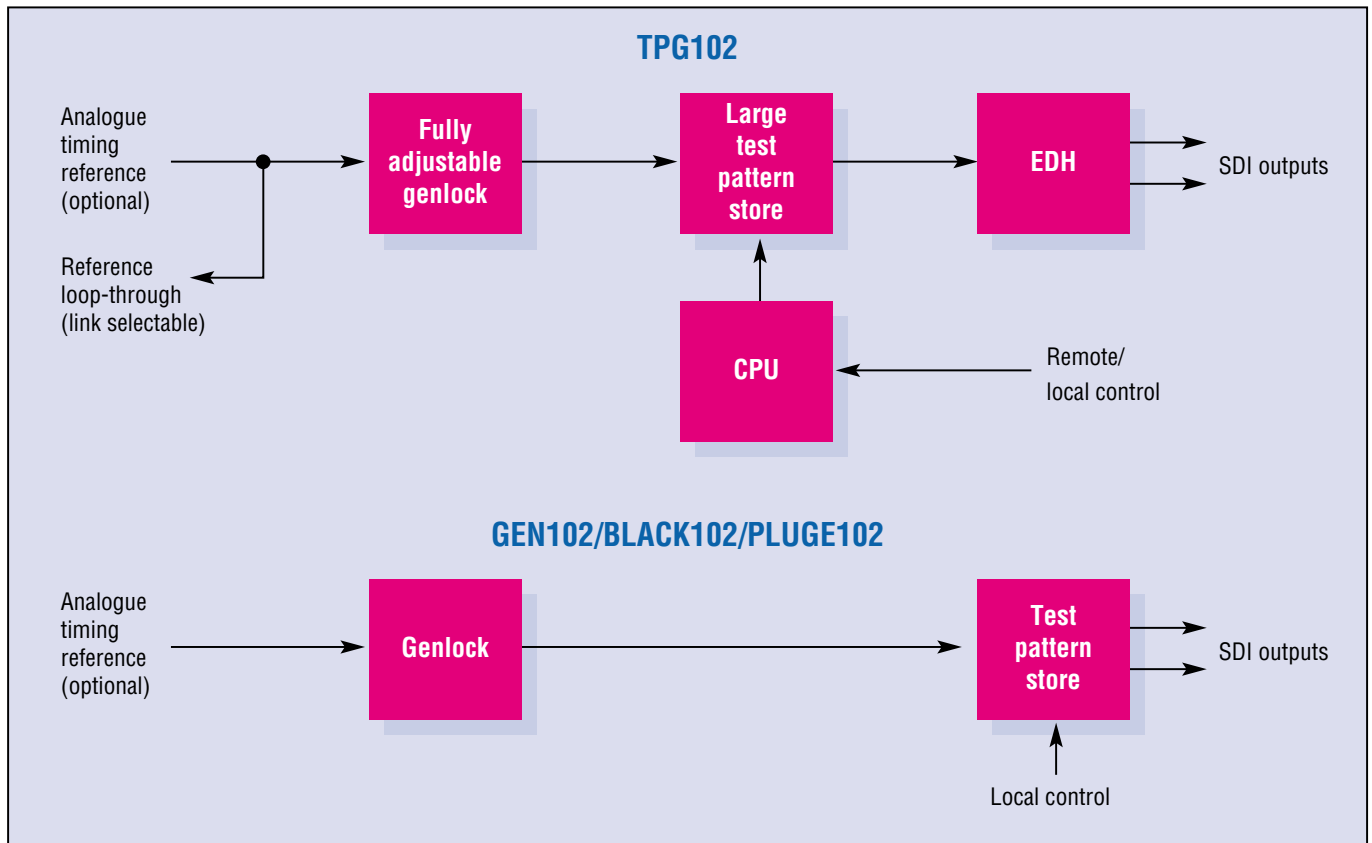 TPG102
Analogue
timing
reference
(optional)
Fully
adjustable
genlock
Large
test
pattern
store
EDH
SDI outputs
Reference
loop-through
(link selectable)
CPU
Remote/
local control
GEN102/BLACK102/PLUGE102
Analogue
timing
reference
(optional)
Genlock
Test
pattern
store
SDI outputs
Local control